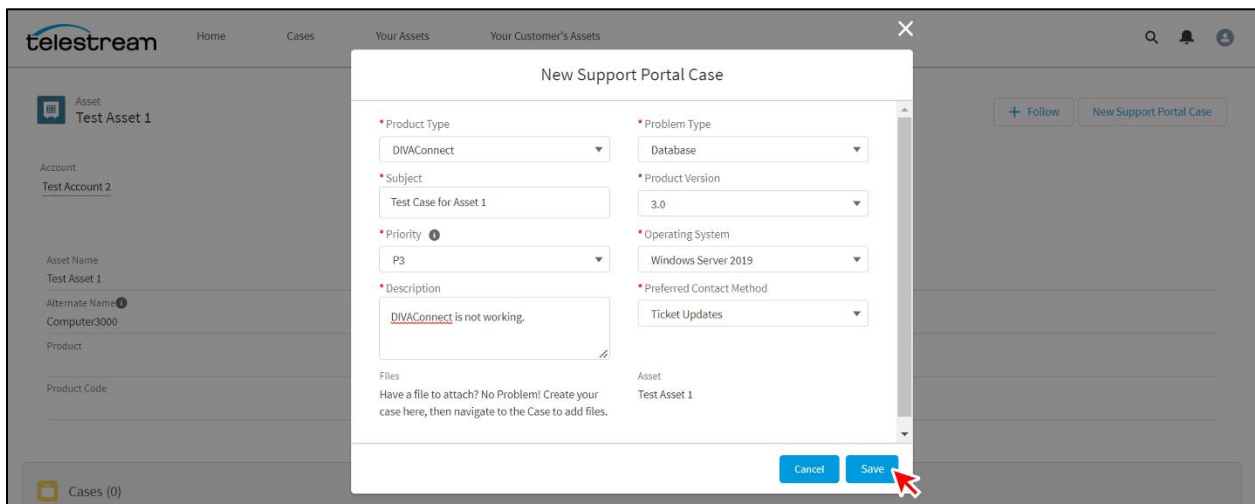 telestream
Home Cases Your Assets Your Customer's Assets
Asset
Test Asset 1
+ Follow New Support Portal Case
Account
Test Account 2
Asset Name
Test Asset 1
Alternate Name
Computer3000
Product
Product Code
Cases (0)
New Support Portal Case
* Product Type
DIVAConnect
* Problem Type
Database
* Subject
Test Case for Asset 1
* Product Version
3.0
* Priority
P3
* Operating System
Windows Server 2019
* Description
DIVAConnect is not working.
* Preferred Contact Method
Ticket Updates
Files
Have a file to attach? No Problem! Create your
case here, then navigate to the Case to add files.
Asset
Test Asset 1
Cancel Save